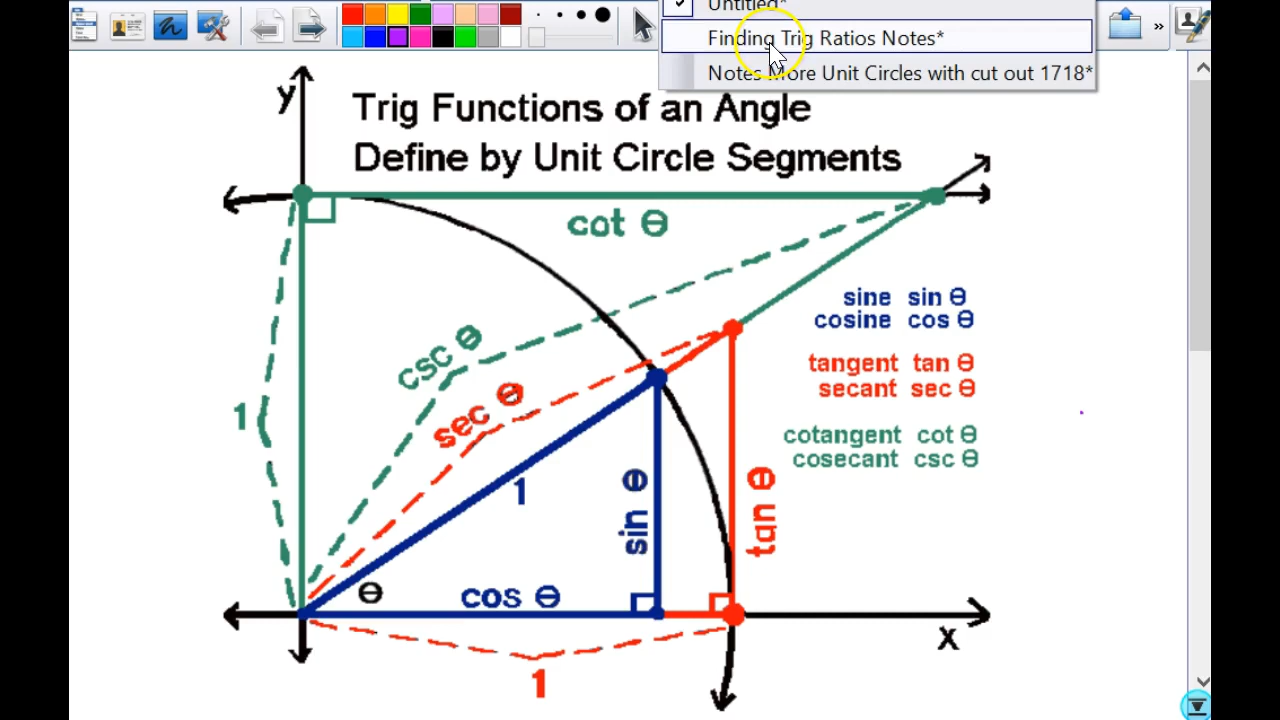 Untitled*
Finding Trig Ratios Notes*
Notes More Unit Circles with cut out 1718*
»
y
Trig Functions of an Angle
Define by Unit Circle Segments
cot Θ
sine sin Θ
cosine cos Θ
csc Θ
tangent tan Θ
secant sec Θ
sec Θ
1
cotangent cot Θ
cosecant csc Θ
1
sin Θ
tan Θ
Θ
cos Θ
x
1